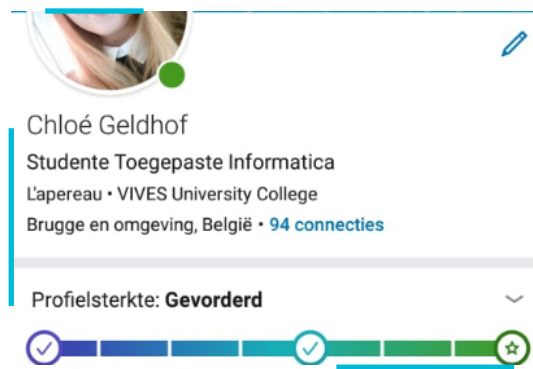 Chloé Geldhof
Studente Toegepaste Informatica
L'apereau • VIVES University College
Brugge en omgeving, België • 94 connecties
Profielsterkte: Gevorderd